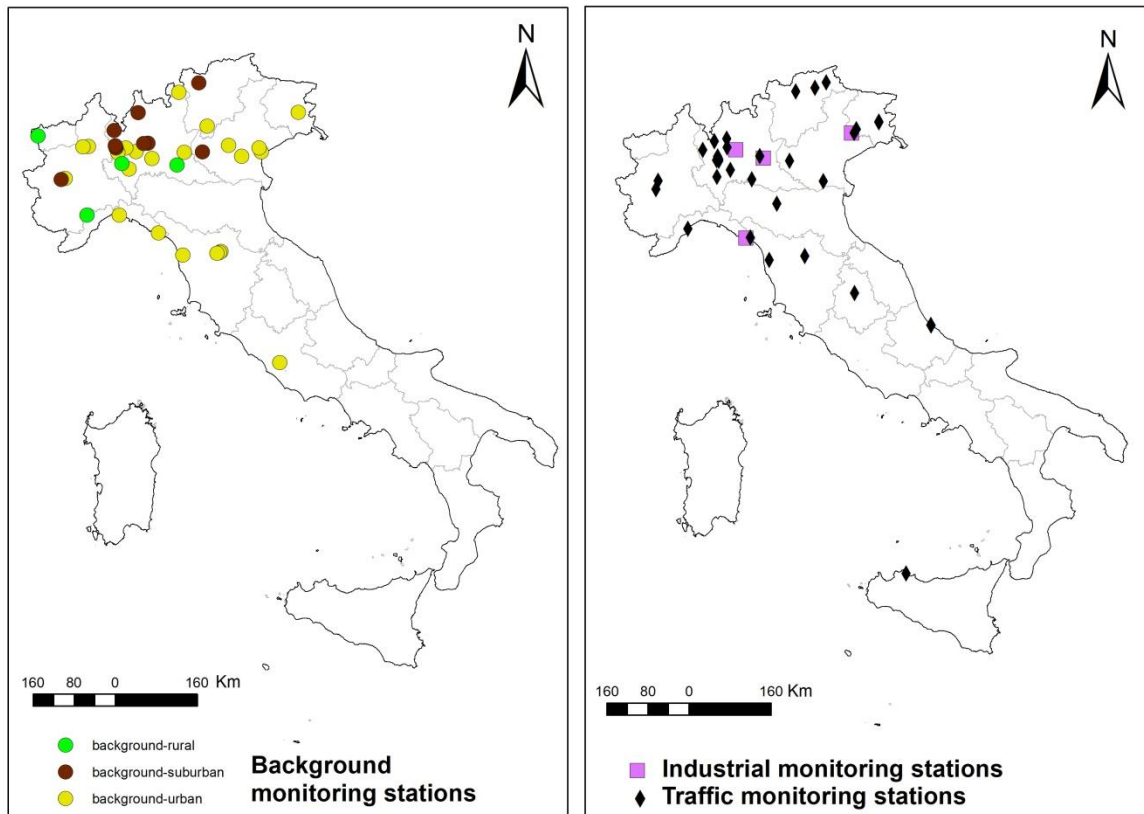 N
160 80 0 160 Km
background-rural
background-suburban
background-urban
Background
monitoring stations
N
160 80 0 160 Km
Industrial monitoring stations
Traffic monitoring stations